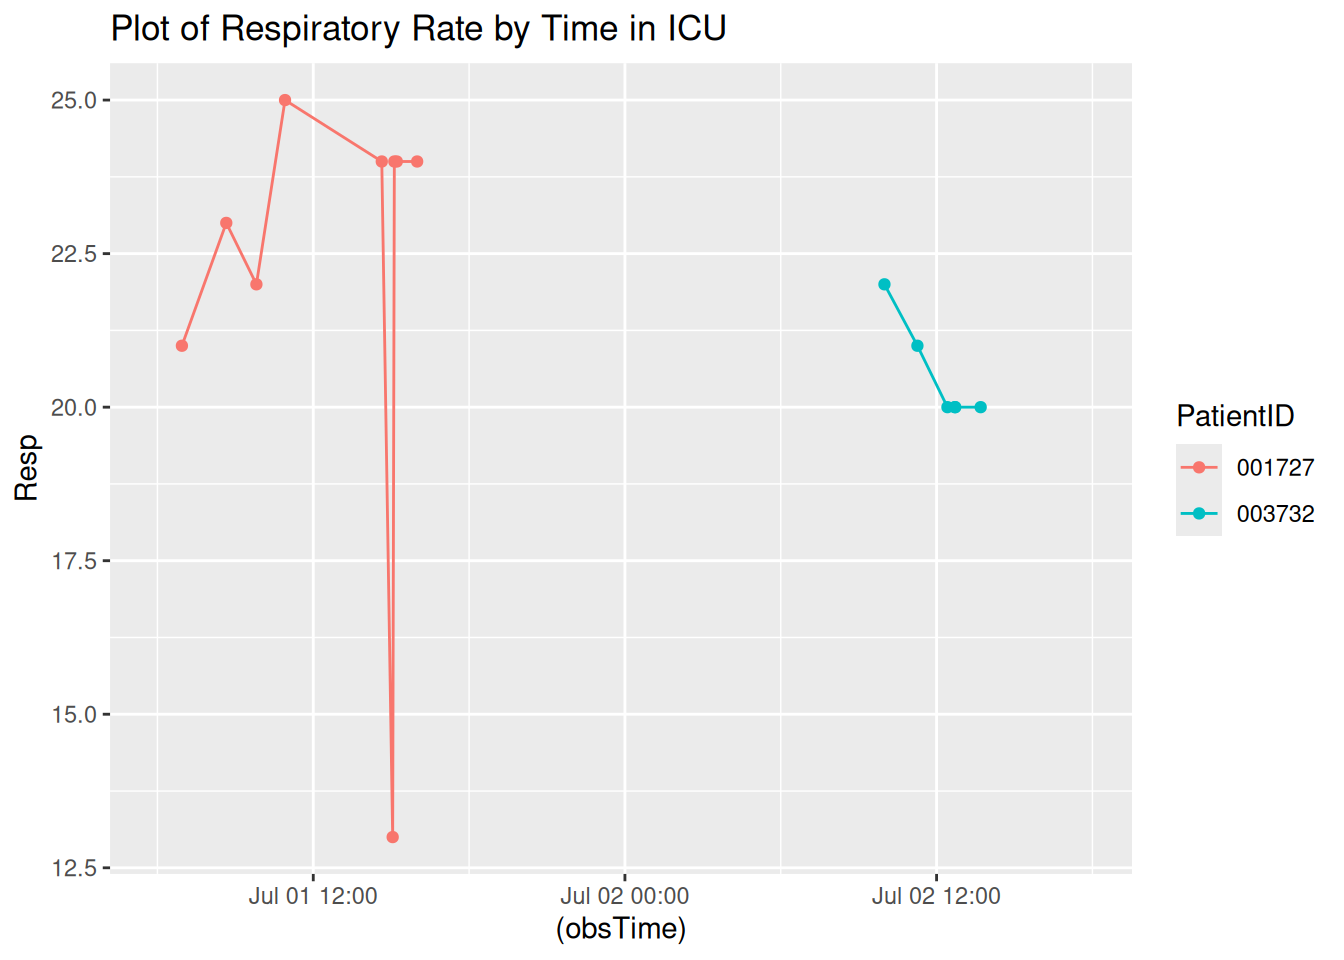 Plot of Respiratory Rate by Time in ICU
25.0
22.5
20.0
17.5
15.0
12.5
Resp
Jul 01 12:00
Jul 02 00:00
Jul 02 12:00
(obsTime)
PatientID
001727
003732